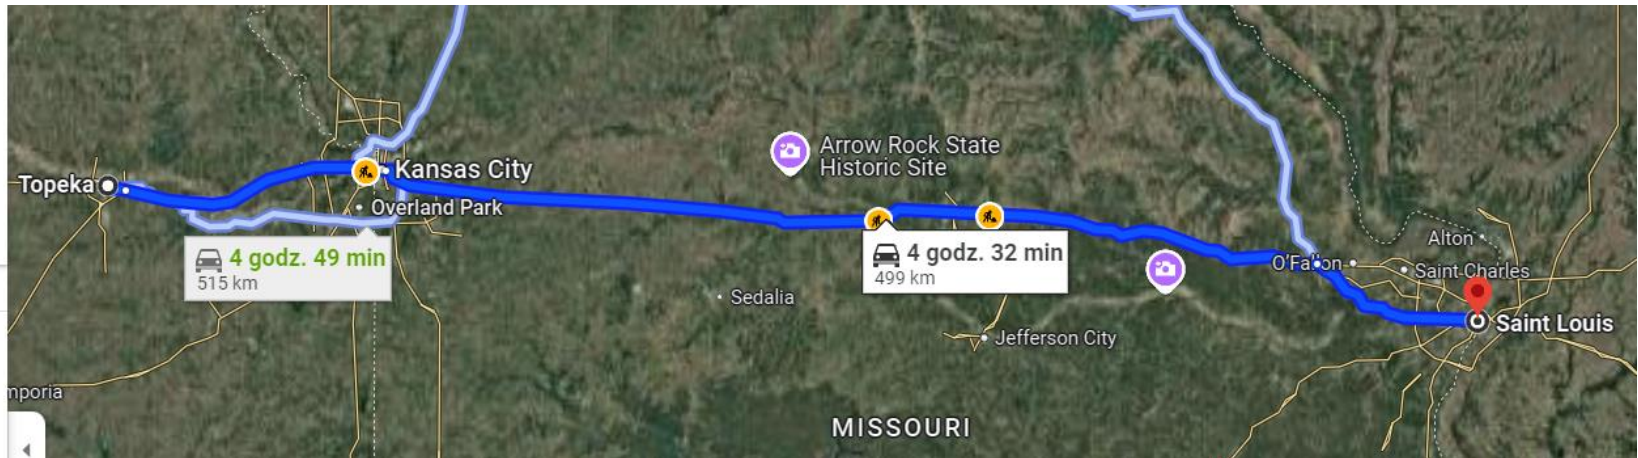 Arrow Rock State
Historic Site
Kansas City
Topeka
Overland Park
4 godz. 49 min
515 km
4 godz. 32 min
499 km
Alton
O'Fallon
Saint Charles
Sedalia
Saint Louis
Jefferson City
mporia
MISSOURI